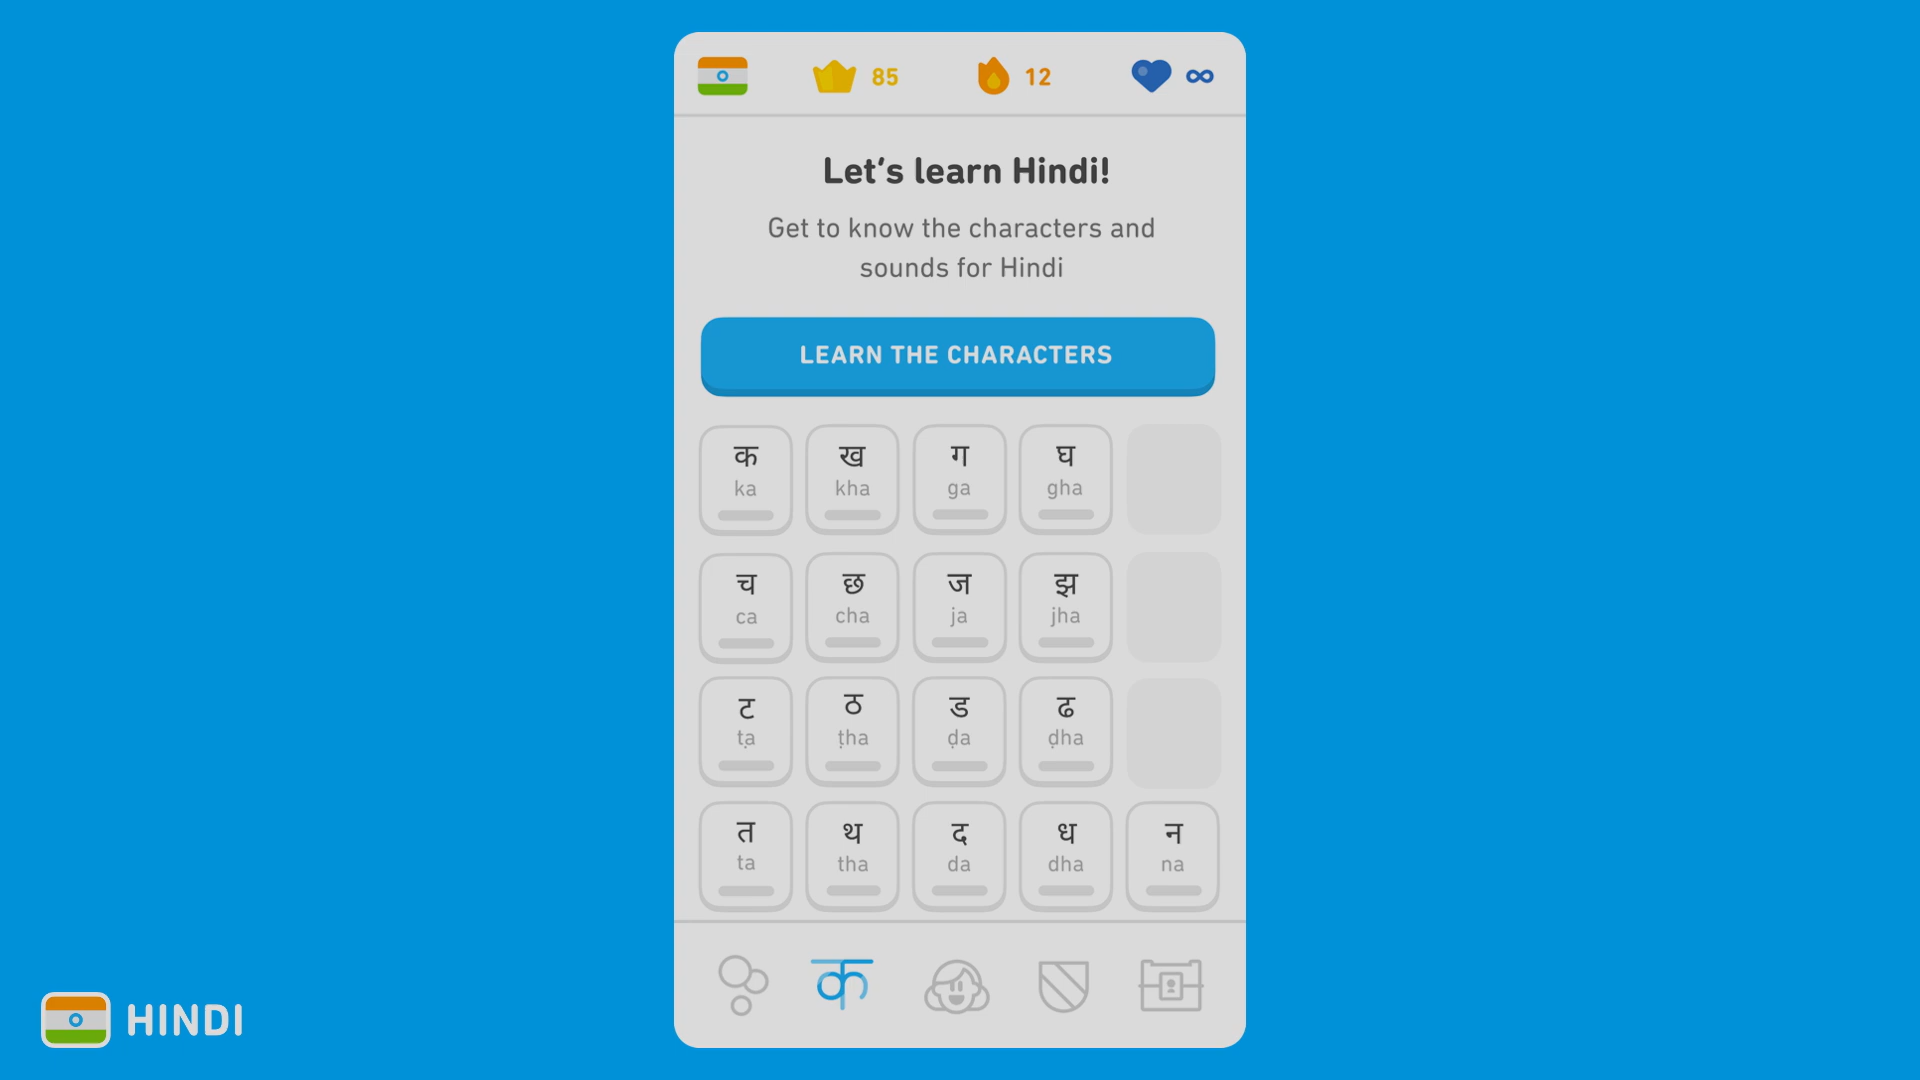 85 12 ∞
Let's learn Hindi!
Get to know the characters and
sounds for Hindi
LEARN THE CHARACTERS
क ख ग घ
ka kha ga gha
च छ ज झ
ca cha ja jha
ट ठ ड ढ
ṭa ṭha ḍa ḍha
त थ द ध न
ta tha da dha na
क
HINDI